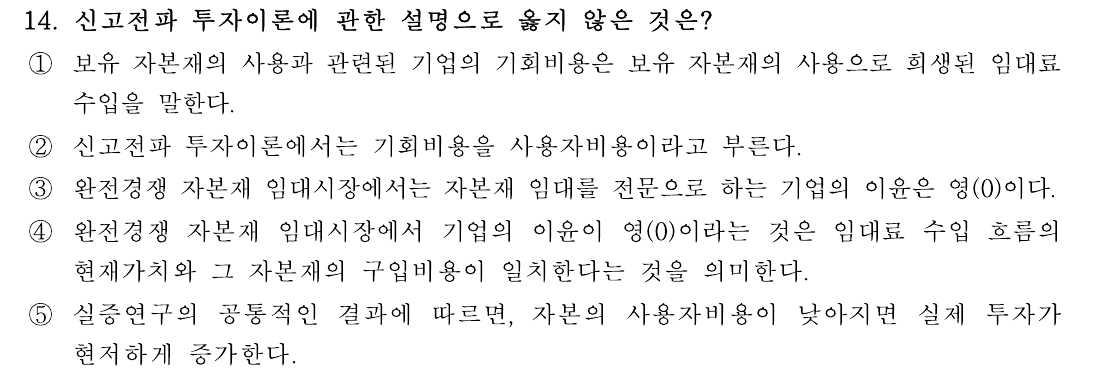 14. 신고전파 투자이론에 관한 설명으로 옳지 않은 것은?
① 보유 자본재의 사용과 관련된 기업의 기회비용은 보유 자본재의 사용으로 희생된 임대료
수입을 말한다.
② 신고전파 투자이론에서는 기회비용을 사용자비용이라고 부른다.
③ 완전경쟁 자본재 임대시장에서는 자본재 임대를 전문으로 하는 기업의 이윤은 영(0)이다.
④ 완전경쟁 자본재 임대시장에서 기업의 이윤이 영(0)이라는 것은 임대료 수입 흐름의
현재가치와 그 자본재의 구입비용이 일치한다는 것을 의미한다.
⑤ 실증연구의 공통적인 결과에 따르면, 자본의 사용자비용이 낮아지면 실제 투자가
현저하게 증가한다.